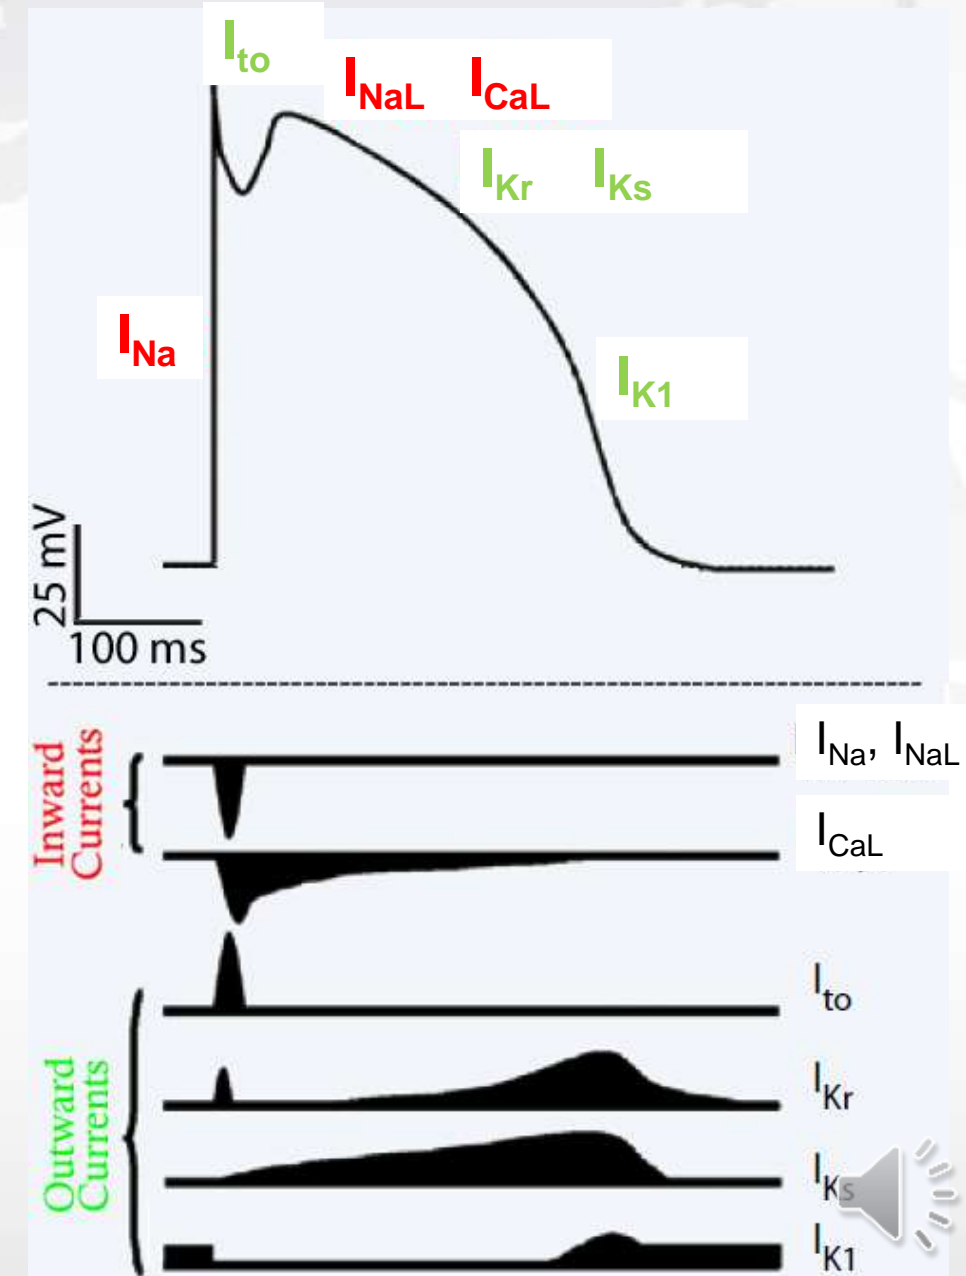 Ito
INaL ICaL
IKr IKs
INa
IK1
25 mV
100 ms
Inward
Currents
INa, INaL
ICaL
Outward
Currents
Ito
IKr
IKs
IK1